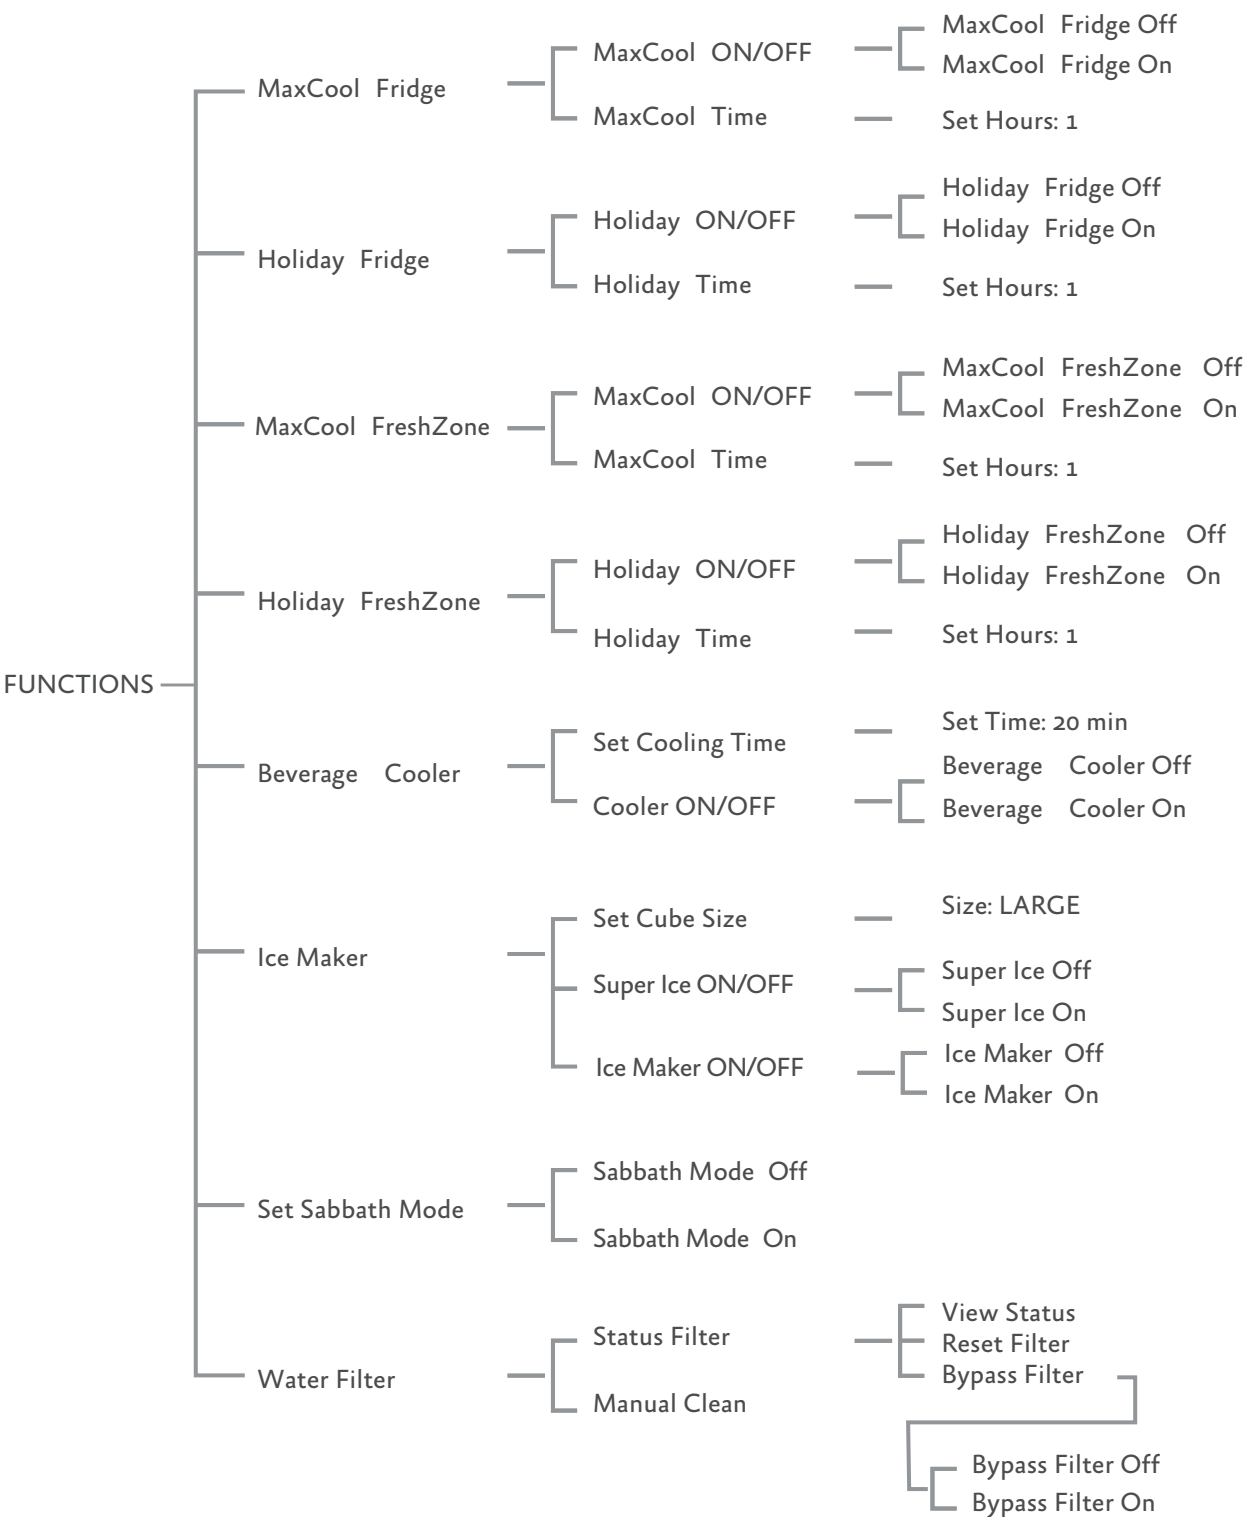 FUNCTIONS
MaxCool Fridge
MaxCool ON/OFF
MaxCool Fridge Off
MaxCool Fridge On
MaxCool Time
Set Hours: 1
Holiday Fridge
Holiday ON/OFF
Holiday Fridge Off
Holiday Fridge On
Holiday Time
Set Hours: 1
MaxCool FreshZone
MaxCool ON/OFF
MaxCool FreshZone Off
MaxCool FreshZone On
MaxCool Time
Set Hours: 1
Holiday FreshZone
Holiday ON/OFF
Holiday FreshZone Off
Holiday FreshZone On
Holiday Time
Set Hours: 1
Beverage Cooler
Set Cooling Time
Set Time: 20 min
Cooler ON/OFF
Beverage Cooler Off
Beverage Cooler On
Ice Maker
Set Cube Size
Size: LARGE
Super Ice ON/OFF
Super Ice Off
Super Ice On
Ice Maker ON/OFF
Ice Maker Off
Ice Maker On
Set Sabbath Mode
Sabbath Mode Off
Sabbath Mode On
Water Filter
Status Filter
View Status
Reset Filter
Bypass Filter
Bypass Filter Off
Bypass Filter On
Manual Clean